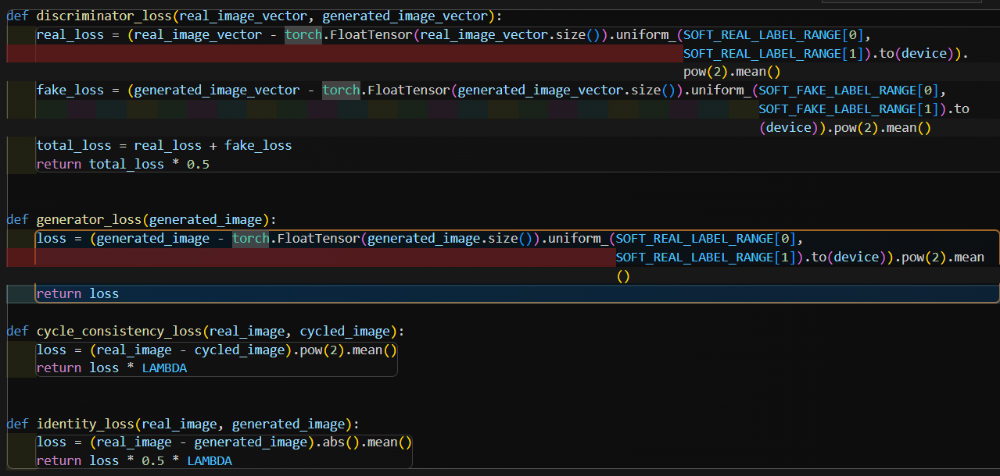 def discriminator_loss(real_image_vector, generated_image_vector):
real_loss = (real_image_vector - torch.FloatTensor(real_image_vector.size()).uniform_(SOFT_REAL_LABEL_RANGE[0],
SOFT_REAL_LABEL_RANGE[1]).to(device)).
pow(2).mean()
fake_loss = (generated_image_vector - torch.FloatTensor(generated_image_vector.size()).uniform_(SOFT_FAKE_LABEL_RANGE[0],
SOFT_FAKE_LABEL_RANGE[1]).to
(device)).pow(2).mean()
total_loss = real_loss + fake_loss
return total_loss * 0.5
def generator_loss(generated_image):
loss = (generated_image - torch.FloatTensor(generated_image.size()).uniform_(SOFT_REAL_LABEL_RANGE[0],
SOFT_REAL_LABEL_RANGE[1]).to(device)).pow(2).mean
()
return loss
def cycle_consistency_loss(real_image, cycled_image):
loss = (real_image - cycled_image).pow(2).mean()
return loss * LAMBDA
def identity_loss(real_image, generated_image):
loss = (real_image - generated_image).abs().mean()
return loss * 0.5 * LAMBDA